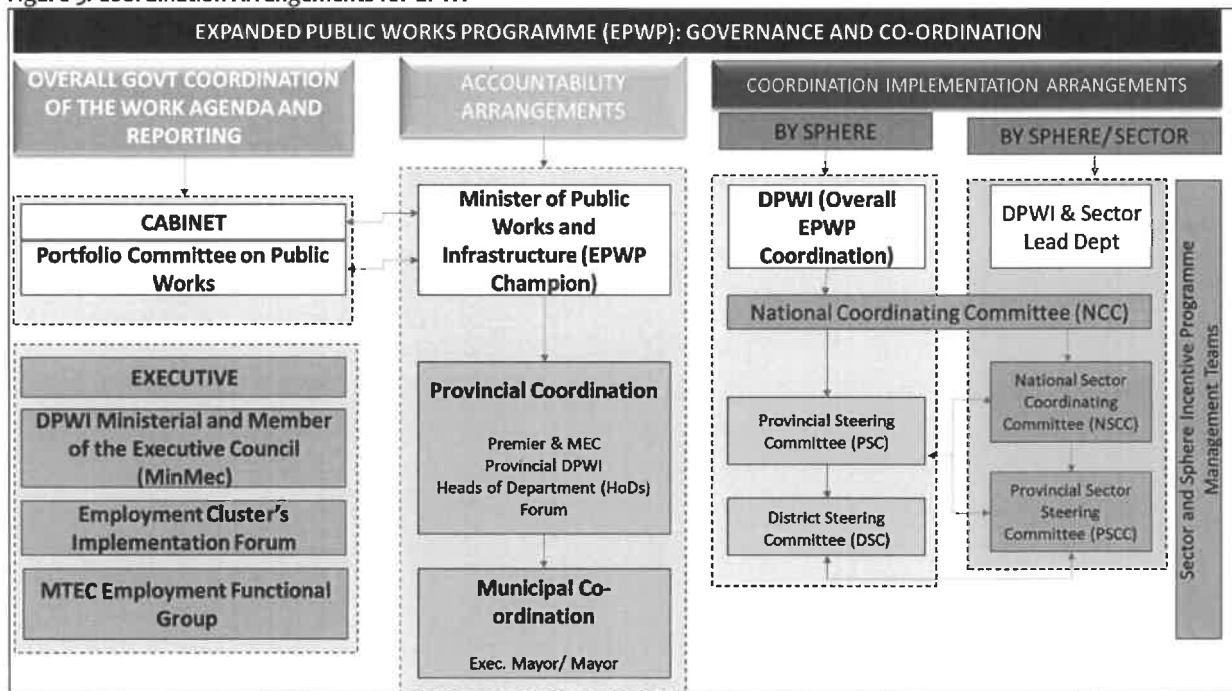 EXPANDED PUBLIC WORKS PROGRAMME (EPWP): GOVERNANCE AND CO-ORDINATION
OVERALL GOVT COORDINATION
OF THE WORK AGENDA AND
REPORTING
CABINET
Portfolio Committee on Public
Works
EXECUTIVE
DPWI Ministerial and Member
of the Executive Council
(MinMec)
Employment Cluster's
Implementation Forum
MTEC Employment Functional
Group
ACCOUNTABILITY
ARRANGEMENTS
Minister of Public
Works and
Infrastructure (EPWP
Champion)
Provincial Coordination
Premier & MEC
Provincial DPWI
Heads of Department (HoDs)
Forum
Municipal Co-
ordination
Exec. Mayor/ Mayor
COORDINATION IMPLEMENTATION ARRANGEMENTS
BY SPHERE
DPWI (Overall
EPWP
Coordination)
National Coordinating Committee (NCC)
Provincial Steering
Committee (PSC)
District Steering
Committee (DSC)
BY SPHERE/ SECTOR
DPWI & Sector
Lead Dept
National Sector
Coordinating
Committee (NSCC)
Provincial Sector
Steering
Committee (PSCC)
Sector and Sphere Incentive Programme
Management Teams